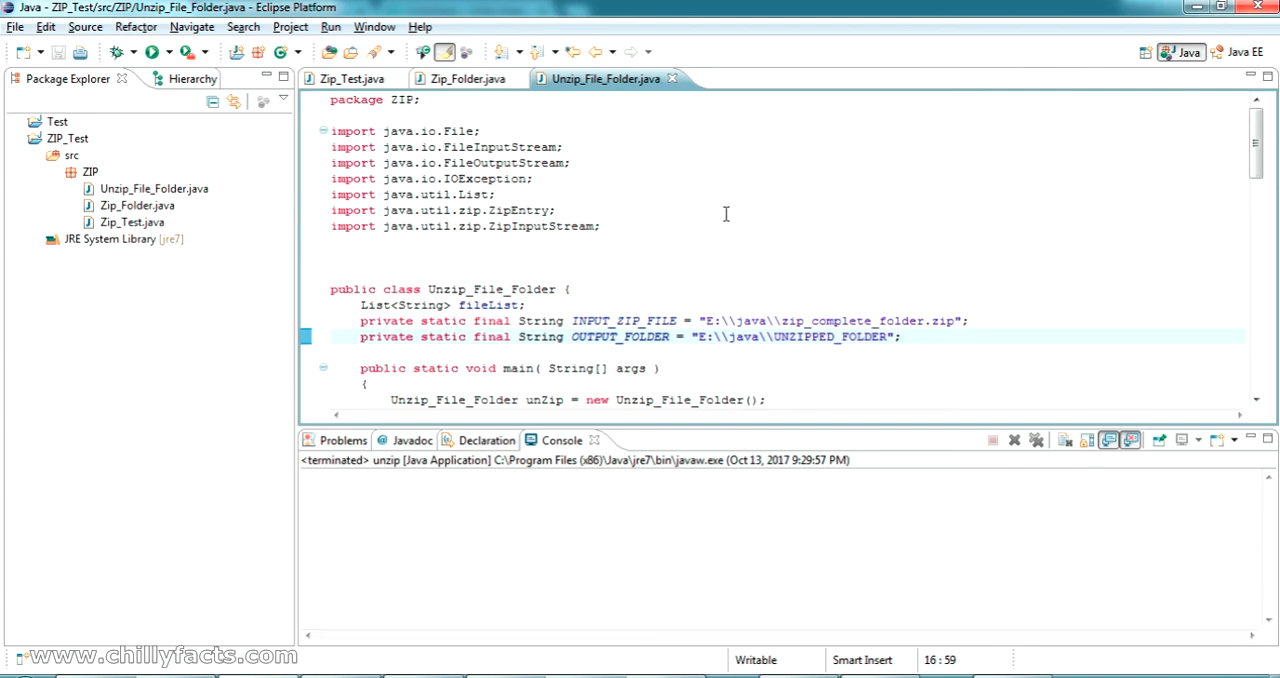 Java - ZIP_Test/src/ZIP/Unzip_File_Folder.java - Eclipse Platform
File Edit Source Refactor Navigate Search Project Run Window Help
Java Java EE
Package Explorer Hierarchy
Zip_Test.java Zip_Folder.java Unzip_File_Folder.java
Test
ZIP_Test
src
ZIP
Unzip_File_Folder.java
Zip_Folder.java
Zip_Test.java
JRE System Library [jre7]
package ZIP;
import java.io.File;
import java.io.FileInputStream;
import java.io.FileOutputStream;
import java.io.IOException;
import java.util.List;
import java.util.zip.ZipEntry;
import java.util.zip.ZipInputStream;
public class Unzip_File_Folder {
List<String> fileList;
private static final String INPUT_ZIP_FILE = "E:\\java\\zip_complete_folder.zip";
private static final String OUTPUT_FOLDER = "E:\\java\\UNZIPPED_FOLDER";
public static void main( String[] args )
{
Unzip_File_Folder unZip = new Unzip_File_Folder();
Problems Javadoc Declaration Console
<terminated> unzip [Java Application] C:\Program Files (x86)\Java\jre7\bin\javaw.exe (Oct 13, 2017 9:29:57 PM)
www.chillyfacts.com
Writable Smart Insert 16 : 59